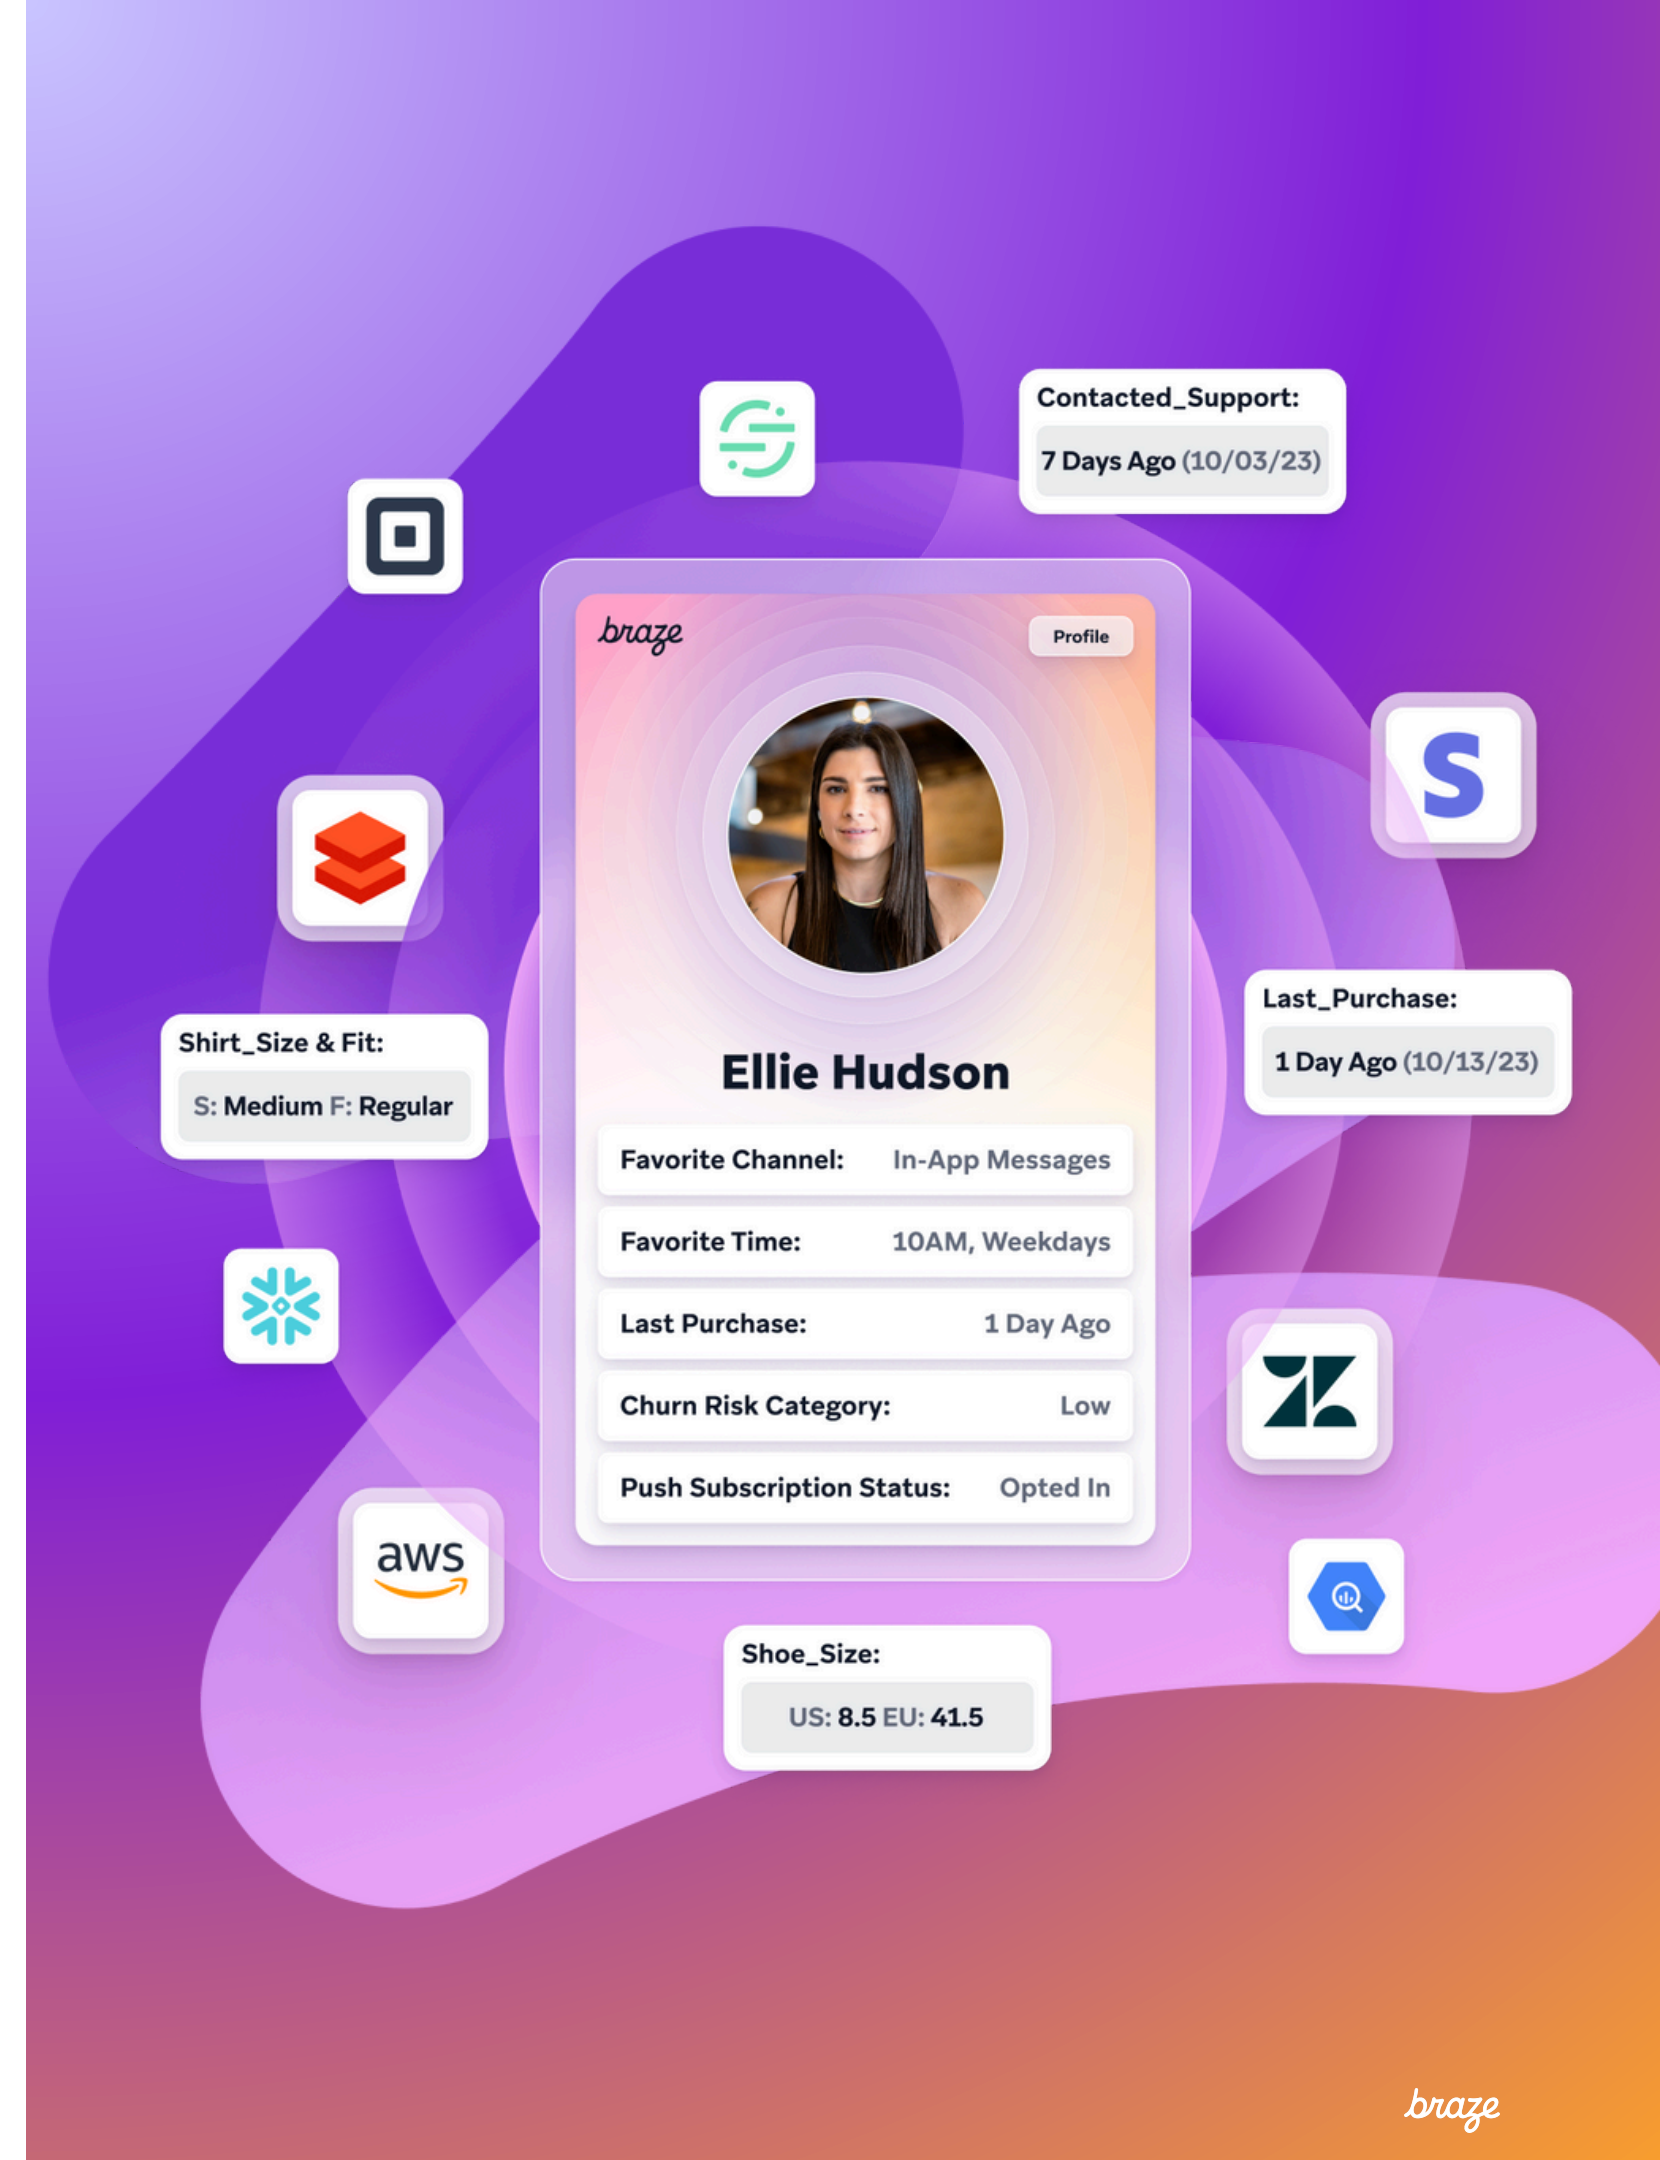 Contacted_Support:
7 Days Ago (10/03/23)
braze
Profile
S
Last_Purchase:
1 Day Ago (10/13/23)
Shirt_Size & Fit:
S: Medium F: Regular
Ellie Hudson
Favorite Channel: In-App Messages
Favorite Time: 10AM, Weekdays
Last Purchase: 1 Day Ago
Churn Risk Category: Low
Push Subscription Status: Opted In
aws
Shoe_Size:
US: 8.5 EU: 41.5
braze